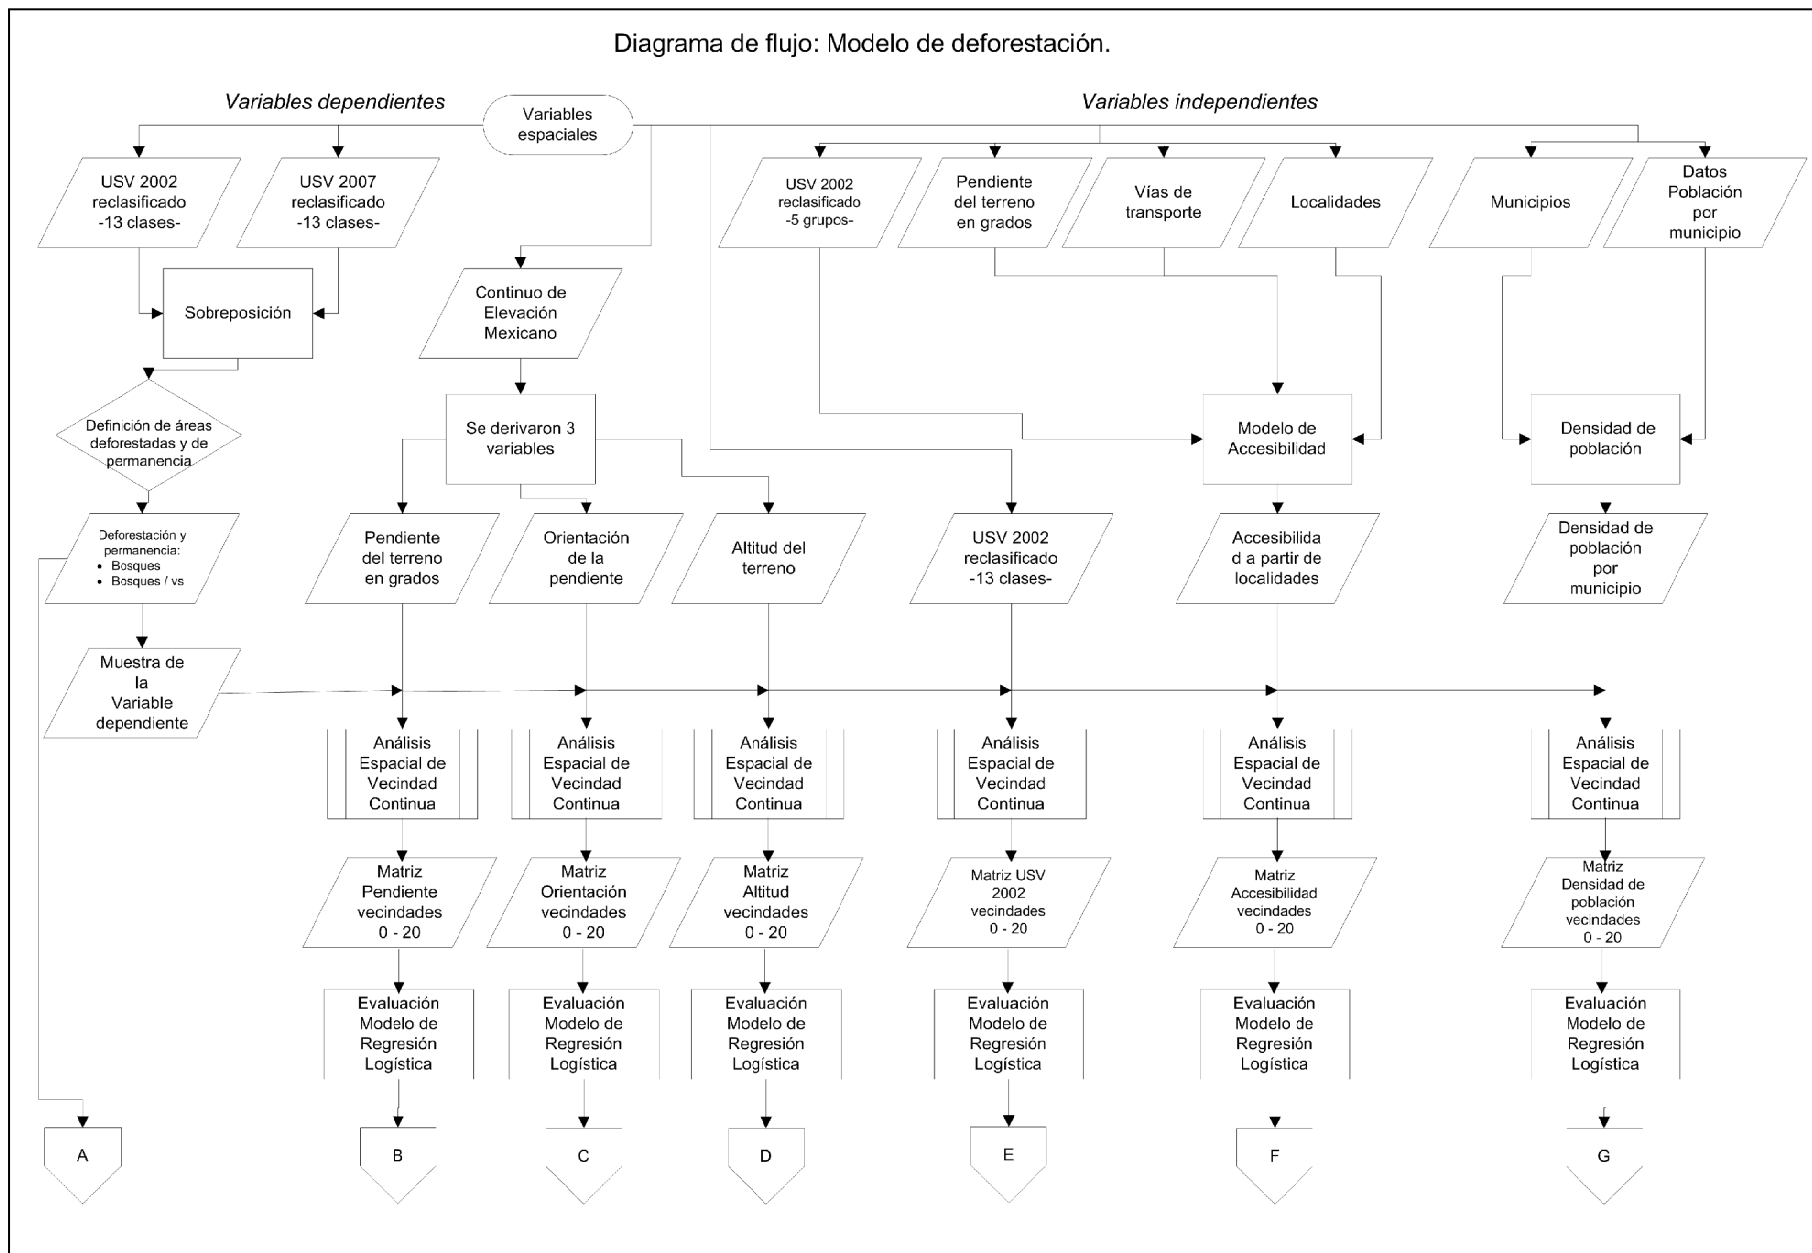 Diagrama de flujo: Modelo de deforestación.
Variables dependientes
Variables
espaciales
Variables independientes
USV 2002
reclasificado
-13 clases-
USV 2007
reclasificado
-13 clases-
USV 2002
reclasificado
-5 grupos-
Pendiente
del terreno
en grados
Vías de
transporte
Localidades
Municipios
Datos
Población
por
municipio
Sobreposición
Continuo de
Elevación
Mexicano
Definición de áreas
deforestadas y de
permanencia
Se derivaron 3
variables
Modelo de
Accesibilidad
Densidad de
población
Deforestación y
permanencia:
• Bosques
• Bosques / vs
Pendiente
del terreno
en grados
Orientación
de la
pendiente
Altitud del
terreno
USV 2002
reclasificado
-13 clases-
Accesibilida
d a partir de
localidades
Densidad de
población
por
municipio
Muestra de
la
Variable
dependiente
Análisis
Espacial de
Vecindad
Continua
Análisis
Espacial de
Vecindad
Continua
Análisis
Espacial de
Vecindad
Continua
Análisis
Espacial de
Vecindad
Continua
Análisis
Espacial de
Vecindad
Continua
Análisis
Espacial de
Vecindad
Continua
Matriz
Pendiente
vecindades
0 - 20
Matriz
Orientación
vecindades
0 - 20
Matriz
Altitud
vecindades
0 - 20
Matriz USV
2002
vecindades
0 - 20
Matriz
Accesibilidad
vecindades
0 - 20
Matriz
Densidad de
población
vecindades
0 - 20
Evaluación
Modelo de
Regresión
Logística
Evaluación
Modelo de
Regresión
Logística
Evaluación
Modelo de
Regresión
Logística
Evaluación
Modelo de
Regresión
Logística
Evaluación
Modelo de
Regresión
Logística
Evaluación
Modelo de
Regresión
Logística
A
B
C
D
E
F
G